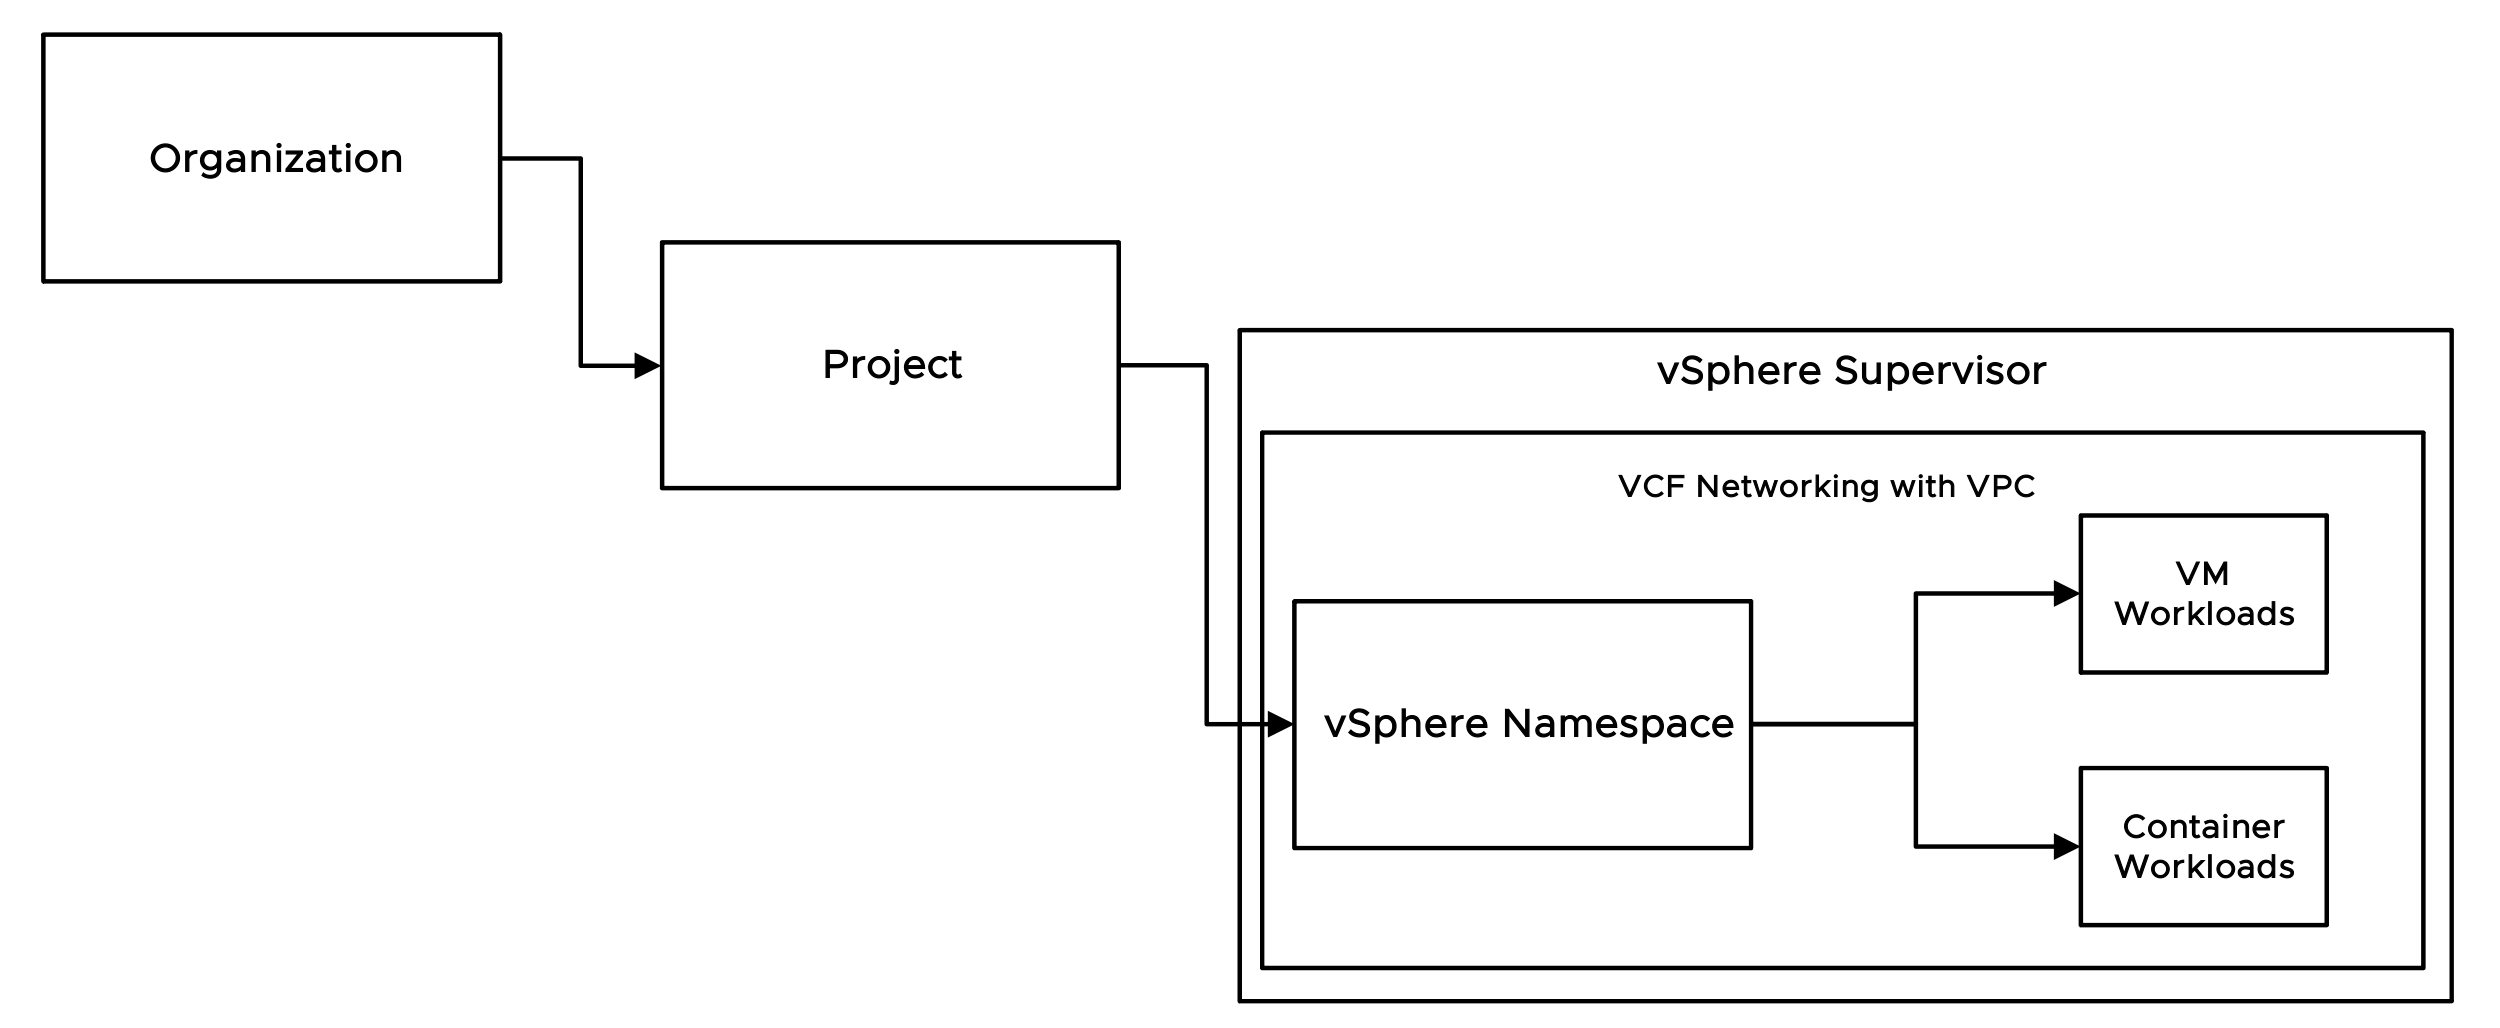 Organization
Project
vSphere Supervisor
VCF Networking with VPC
vSphere Namespace
VM
Workloads
Container
Workloads